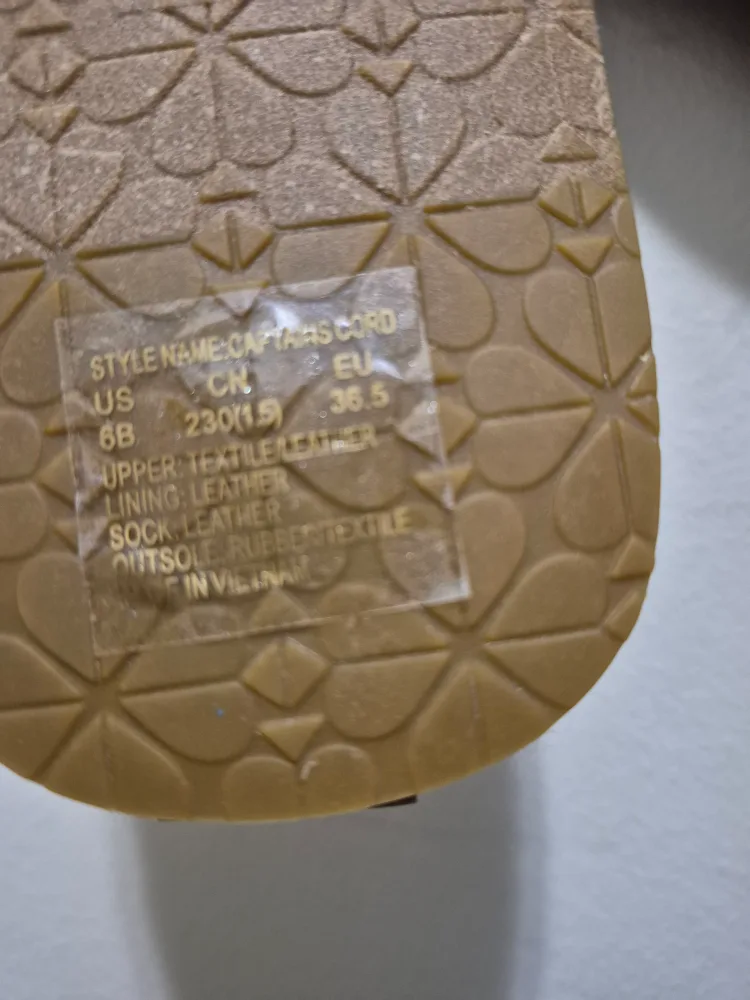 STYLE NAME:CAPTAINS CORD
US CN EU
6B 230(1.5) 36.5
UPPER: TEXTILE/LEATHER
LINING: LEATHER
SOCK: LEATHER
OUTSOLE: RUBBER/TEXTILE
MADE IN VIETNAM